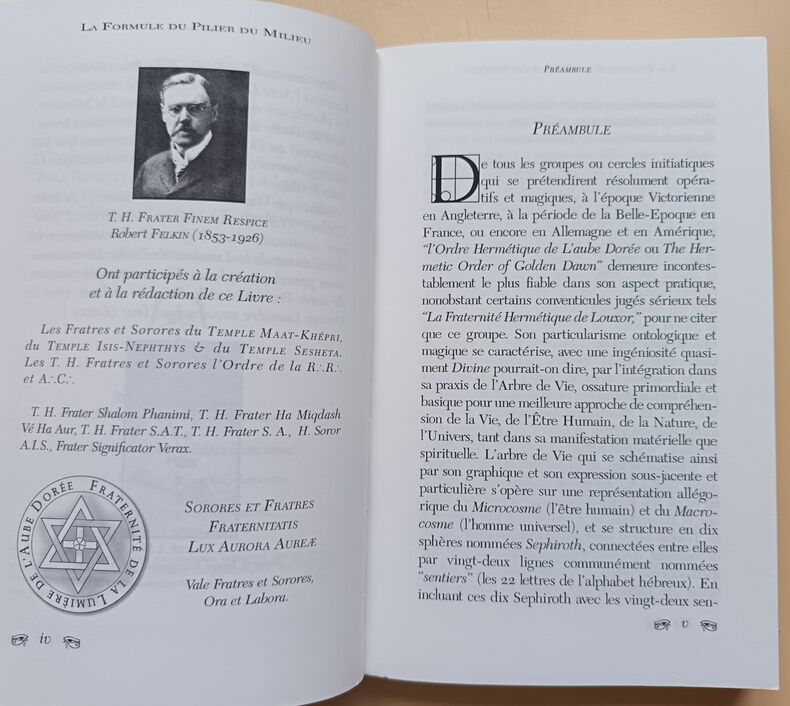 La Formule du Pilier du Milieu
T. H. Frater Finem Respice
Robert Felkin (1853-1926)
Ont participés à la création
et à la rédaction de ce Livre :
Les Fratres et Sorores du Temple Maat-Khépri,
du Temple Isis-Nephthys & du Temple Sesheta.
Les T. H. Fratres et Sorores l'Ordre de la R∴R∴
et A∴C∴
T. H. Frater Shalom Phanimi, T. H. Frater Ha Miqdash
Vé Ha Aur, T. H. Frater S.A.T., T. H. Frater S. A., H. Soror
A.I.S., Frater Significator Verax.
Fraternité de la Lumière de l'Aube Dorée
Sorores et Fratres
Fraternitatis
Lux Aurora Aureæ
Vale Fratres et Sorores,
Ora et Labora.
iv
Préambule
Préambule
De tous les groupes ou cercles initiatiques
qui se prétendirent résolument opéra-
tifs et magiques, à l'époque Victorienne
en Angleterre, à la période de la Belle-Epoque en
France, ou encore en Allemagne et en Amérique,
"l'Ordre Hermétique de L'aube Dorée ou The Her-
metic Order of Golden Dawn" demeure incontes-
tablement le plus fiable dans son aspect pratique,
nonobstant certains conventicules jugés sérieux tels
"La Fraternité Hermétique de Louxor," pour ne citer
que ce groupe. Son particularisme ontologique et
magique se caractérise, avec une ingéniosité quasi-
ment Divine pourrait-on dire, par l'intégration dans
sa praxis de l'Arbre de Vie, ossature primordiale et
basique pour une meilleure approche de compréhen-
sion de la Vie, de l'Être Humain, de la Nature, de
l'Univers, tant dans sa manifestation matérielle que
spirituelle. L'arbre de Vie qui se schématise ainsi
par son graphique et son expression sous-jacente et
particulière s'opère sur une représentation allégo-
rique du Microcosme (l'être humain) et du Macro-
cosme (l'homme universel), et se structure en dix
sphères nommées Sephiroth, connectées entre elles
par vingt-deux lignes communément nommées
"sentiers" (les 22 lettres de l'alphabet hébreux). En
incluant ces dix Sephiroth avec les vingt-deux sen-
v